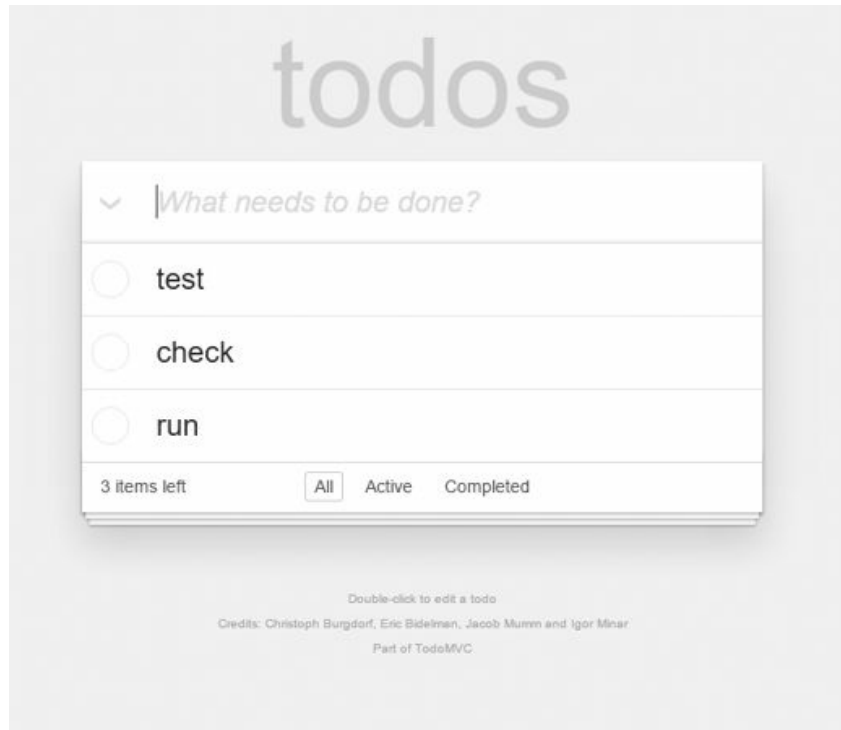 todos
What needs to be done?
test
check
run
3 items left All Active Completed
Double-click to edit a todo
Credits: Christoph Burgdorf, Eric Bidelman, Jacob Mumm and Igor Minar
Part of TodoMVC